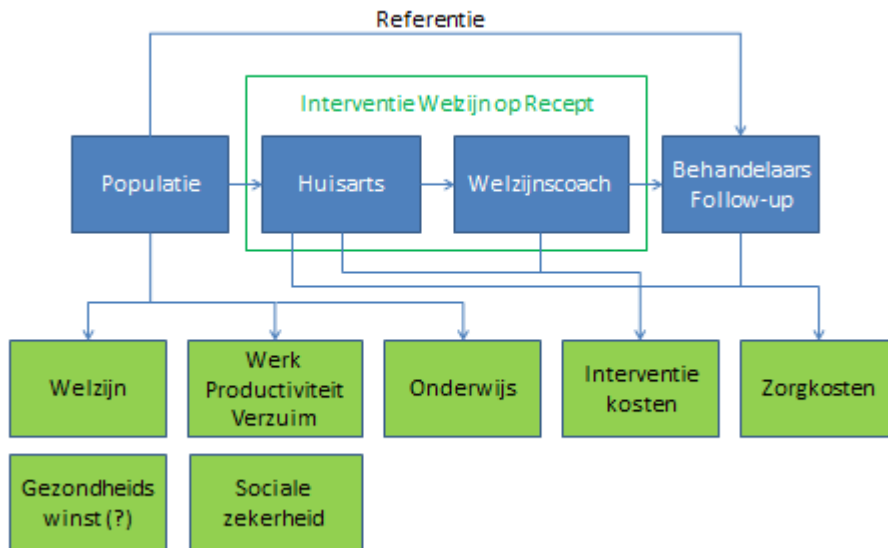 Referentie
Interventie Welzijn op Recept
Populatie
Huisarts
Welzijnscoach
Behandelaars
Follow-up
Welzijn
Werk
Productiviteit
Verzuim
Onderwijs
Interventie
kosten
Zorgkosten
Gezondheids
winst (?)
Sociale
zekerheid